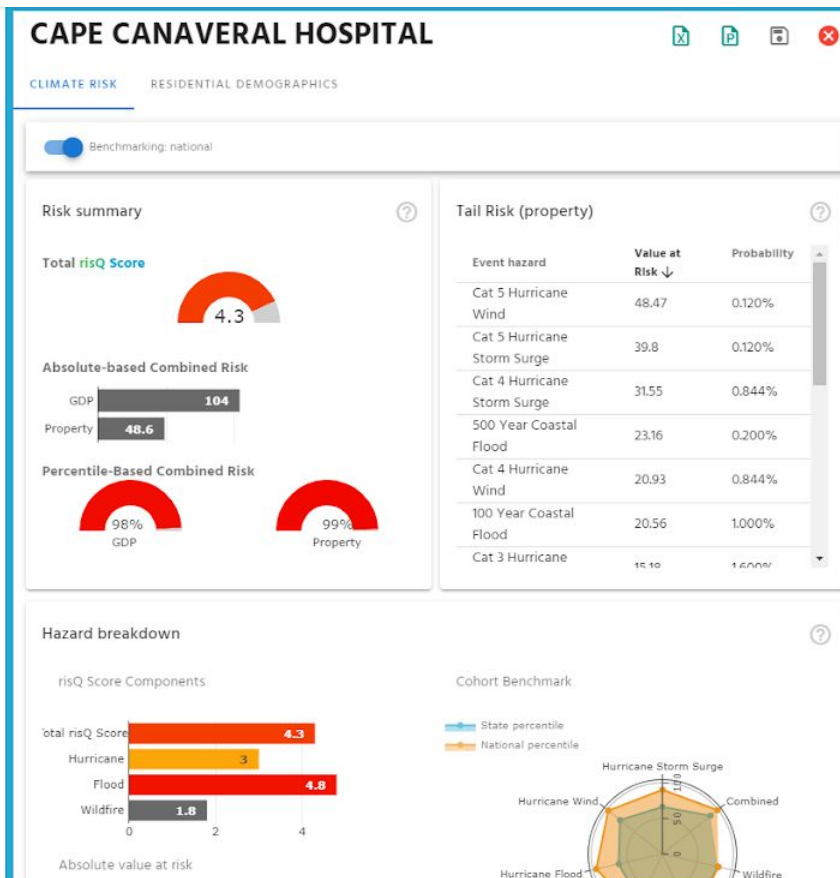 CAPE CANAVERAL HOSPITAL
CLIMATE RISK
RESIDENTIAL DEMOGRAPHICS
Benchmarking: national
Risk summary
Total risQ Score
4.3
Absolute-based Combined Risk
GDP 104
Property 48.6
Percentile-Based Combined Risk
98%
GDP
99%
Property
Tail Risk (property)
Event hazard Value at Risk ↓ Probability
Cat 5 Hurricane
Wind
48.47 0.120%
Cat 5 Hurricane
Storm Surge
39.8 0.120%
Cat 4 Hurricane
Storm Surge
31.55 0.844%
500 Year Coastal
Flood
23.16 0.200%
Cat 4 Hurricane
Wind
20.93 0.844%
100 Year Coastal
Flood
20.56 1.000%
Cat 3 Hurricane
15.19 1.600%
Hazard breakdown
risQ Score Components
otal risQ Score 4.3
Hurricane 3
Flood 4.8
Wildfire 1.8
0 2 4
Absolute value at risk
Cohort Benchmark
State percentile
National percentile
Hurricane Storm Surge
Hurricane Wind
Combined
Hurricane Flood
Wildfire
100
50
0